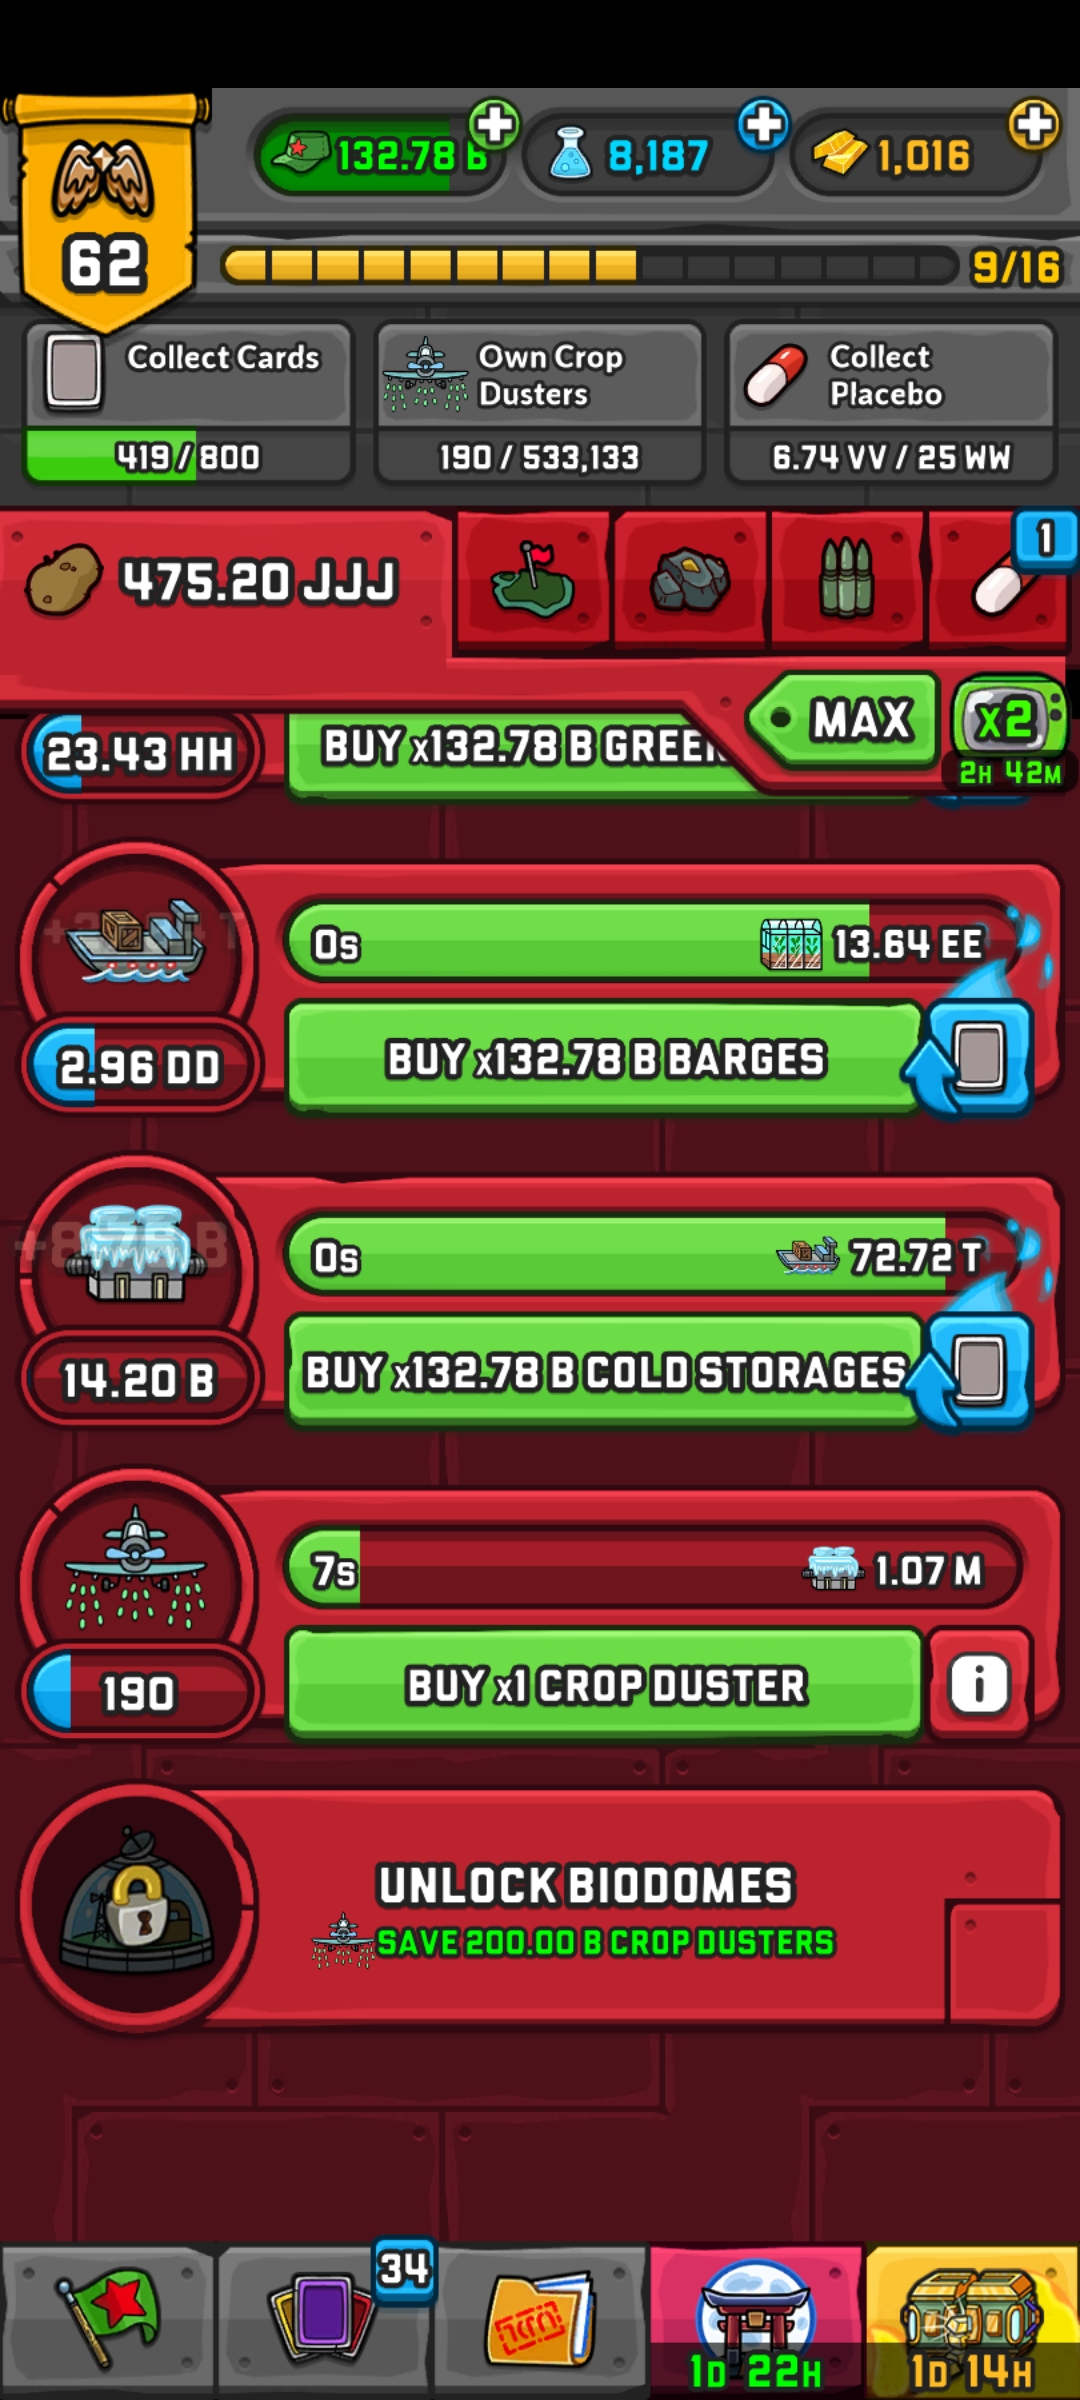 132.78 B
8,187
1,016
62
9/16
Collect Cards
419 / 800
Own Crop
Dusters
190 / 533,133
Collect
Placebo
6.74 VV / 25 WW
475.20 JJJ
1
MAX
x2
2H 42M
23.43 HH
BUY x132.78 B
0s
13.64 EE
2.96 DD
BUY x132.78 B BARGES
0s
72.72 T
14.20 B
BUY x132.78 B COLD STORAGES
7s
1.07 M
190
BUY x1 CROP DUSTER
i
UNLOCK BIODOMES
SAVE 200.00 B CROP DUSTERS
34
1D 22H
1D 14H